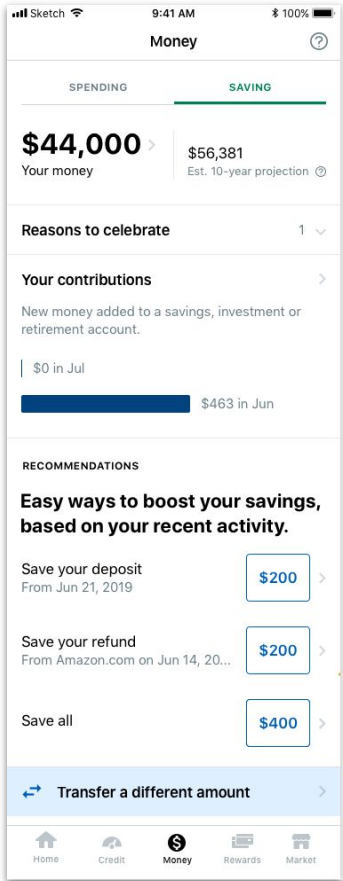 Sketch 9:41 AM 100%
Money
SPENDING SAVING
$44,000
Your money
$56,381
Est. 10-year projection
Reasons to celebrate 1
Your contributions
New money added to a savings, investment or
retirement account.
$0 in Jul
$463 in Jun
RECOMMENDATIONS
Easy ways to boost your savings,
based on your recent activity.
Save your deposit
From Jun 21, 2019
$200
Save your refund
From Amazon.com on Jun 14, 20...
$200
Save all
$400
Transfer a different amount
Home Credit Money Rewards Market